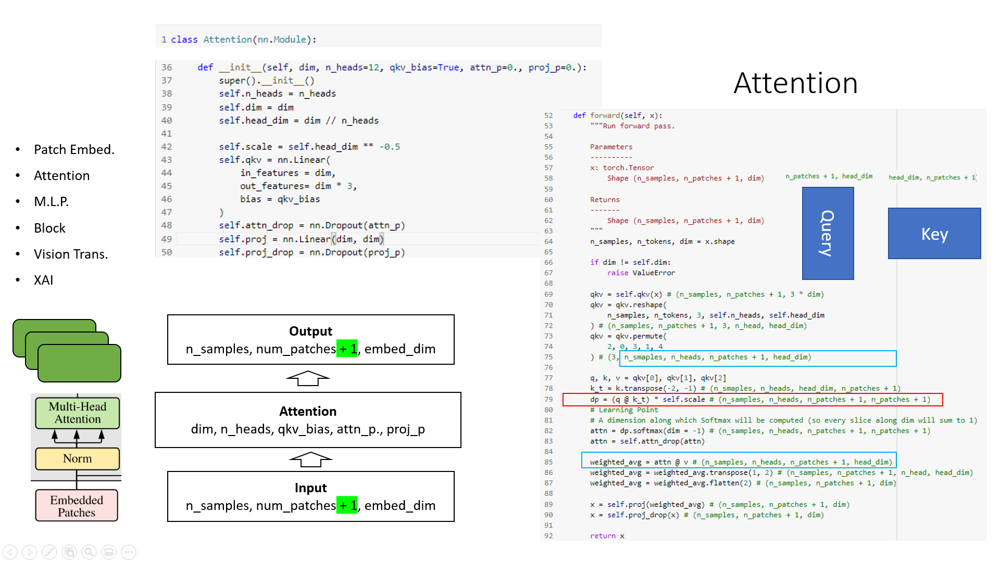 Attention
1 class Attention(nn.Module):
36 def __init__(self, dim, n_heads=12, qkv_bias=True, attn_p=0., proj_p=0.):
37 super().__init__()
38 self.n_heads = n_heads
39 self.dim = dim
40 self.head_dim = dim // n_heads
41
42 self.scale = self.head_dim ** -0.5
43 self.qkv = nn.Linear(
44 in_features = dim,
45 out_features= dim * 3,
46 bias = qkv_bias
47 )
48 self.attn_drop = nn.Dropout(attn_p)
49 self.proj = nn.Linear(dim, dim)
50 self.proj_drop = nn.Dropout(proj_p)
• Patch Embed.
• Attention
• M.L.P.
• Block
• Vision Trans.
• XAI
Multi-Head
Attention
Norm
Embedded
Patches
Output
n_samples, num_patches + 1, embed_dim
Attention
dim, n_heads, qkv_bias, attn_p., proj_p
Input
n_samples, num_patches + 1, embed_dim
52 def forward(self, x):
53 """Run forward pass.
54
55 Parameters
56 ----------
57 x: torch.Tensor
58 Shape (n_samples, n_patches + 1, dim)
59
60 Returns
61 -------
62 Shape (n_samples, n_patches + 1, dim)
63 """
64 n_samples, n_tokens, dim = x.shape
65
66 if dim != self.dim:
67 raise ValueError
68
69 qkv = self.qkv(x) # (n_samples, n_patches + 1, 3 * dim)
70 qkv = qkv.reshape(
71 n_samples, n_tokens, 3, self.n_heads, self.head_dim
72 ) # (n_samples, n_patches + 1, 3, n_head, head_dim)
73 qkv = qkv.permute(
74 2, 0, 3, 1, 4
75 ) # (3, n_smaples, n_heads, n_patches + 1, head_dim)
76
77 q, k, v = qkv[0], qkv[1], qkv[2]
78 k_t = k.transpose(-2, -1) # (n_smaples, n_heads, head_dim, n_patches + 1)
79 dp = (q @ k_t) * self.scale # (n_samples, n_heads, n_patches + 1, n_patches + 1)
80 # Learning Point
81 # A dimension along which Softmax will be computed (so every slice along dim will sum to 1)
82 attn = dp.softmax(dim = -1) # (n_samples, n_heads, n_patches + 1, n_patches + 1)
83 attn = self.attn_drop(attn)
84
85 weighted_avg = attn @ v # (n_samples, n_heads, n_patches + 1, head_dim)
86 weighted_avg = weighted_avg.transpose(1, 2) # (n_samples, n_patches + 1, n_head, head_dim)
87 weighted_avg = weighted_avg.flatten(2) # (n_samples, n_patches + 1, dim)
88
89 x = self.proj(weighted_avg) # (n_samples, n_patches + 1, dim)
90 x = self.proj_drop(x) # (n_samples, n_patches + 1, dim)
91
92 return x
n_patches + 1, head_dim
head_dim, n_patches + 1
Query
Key